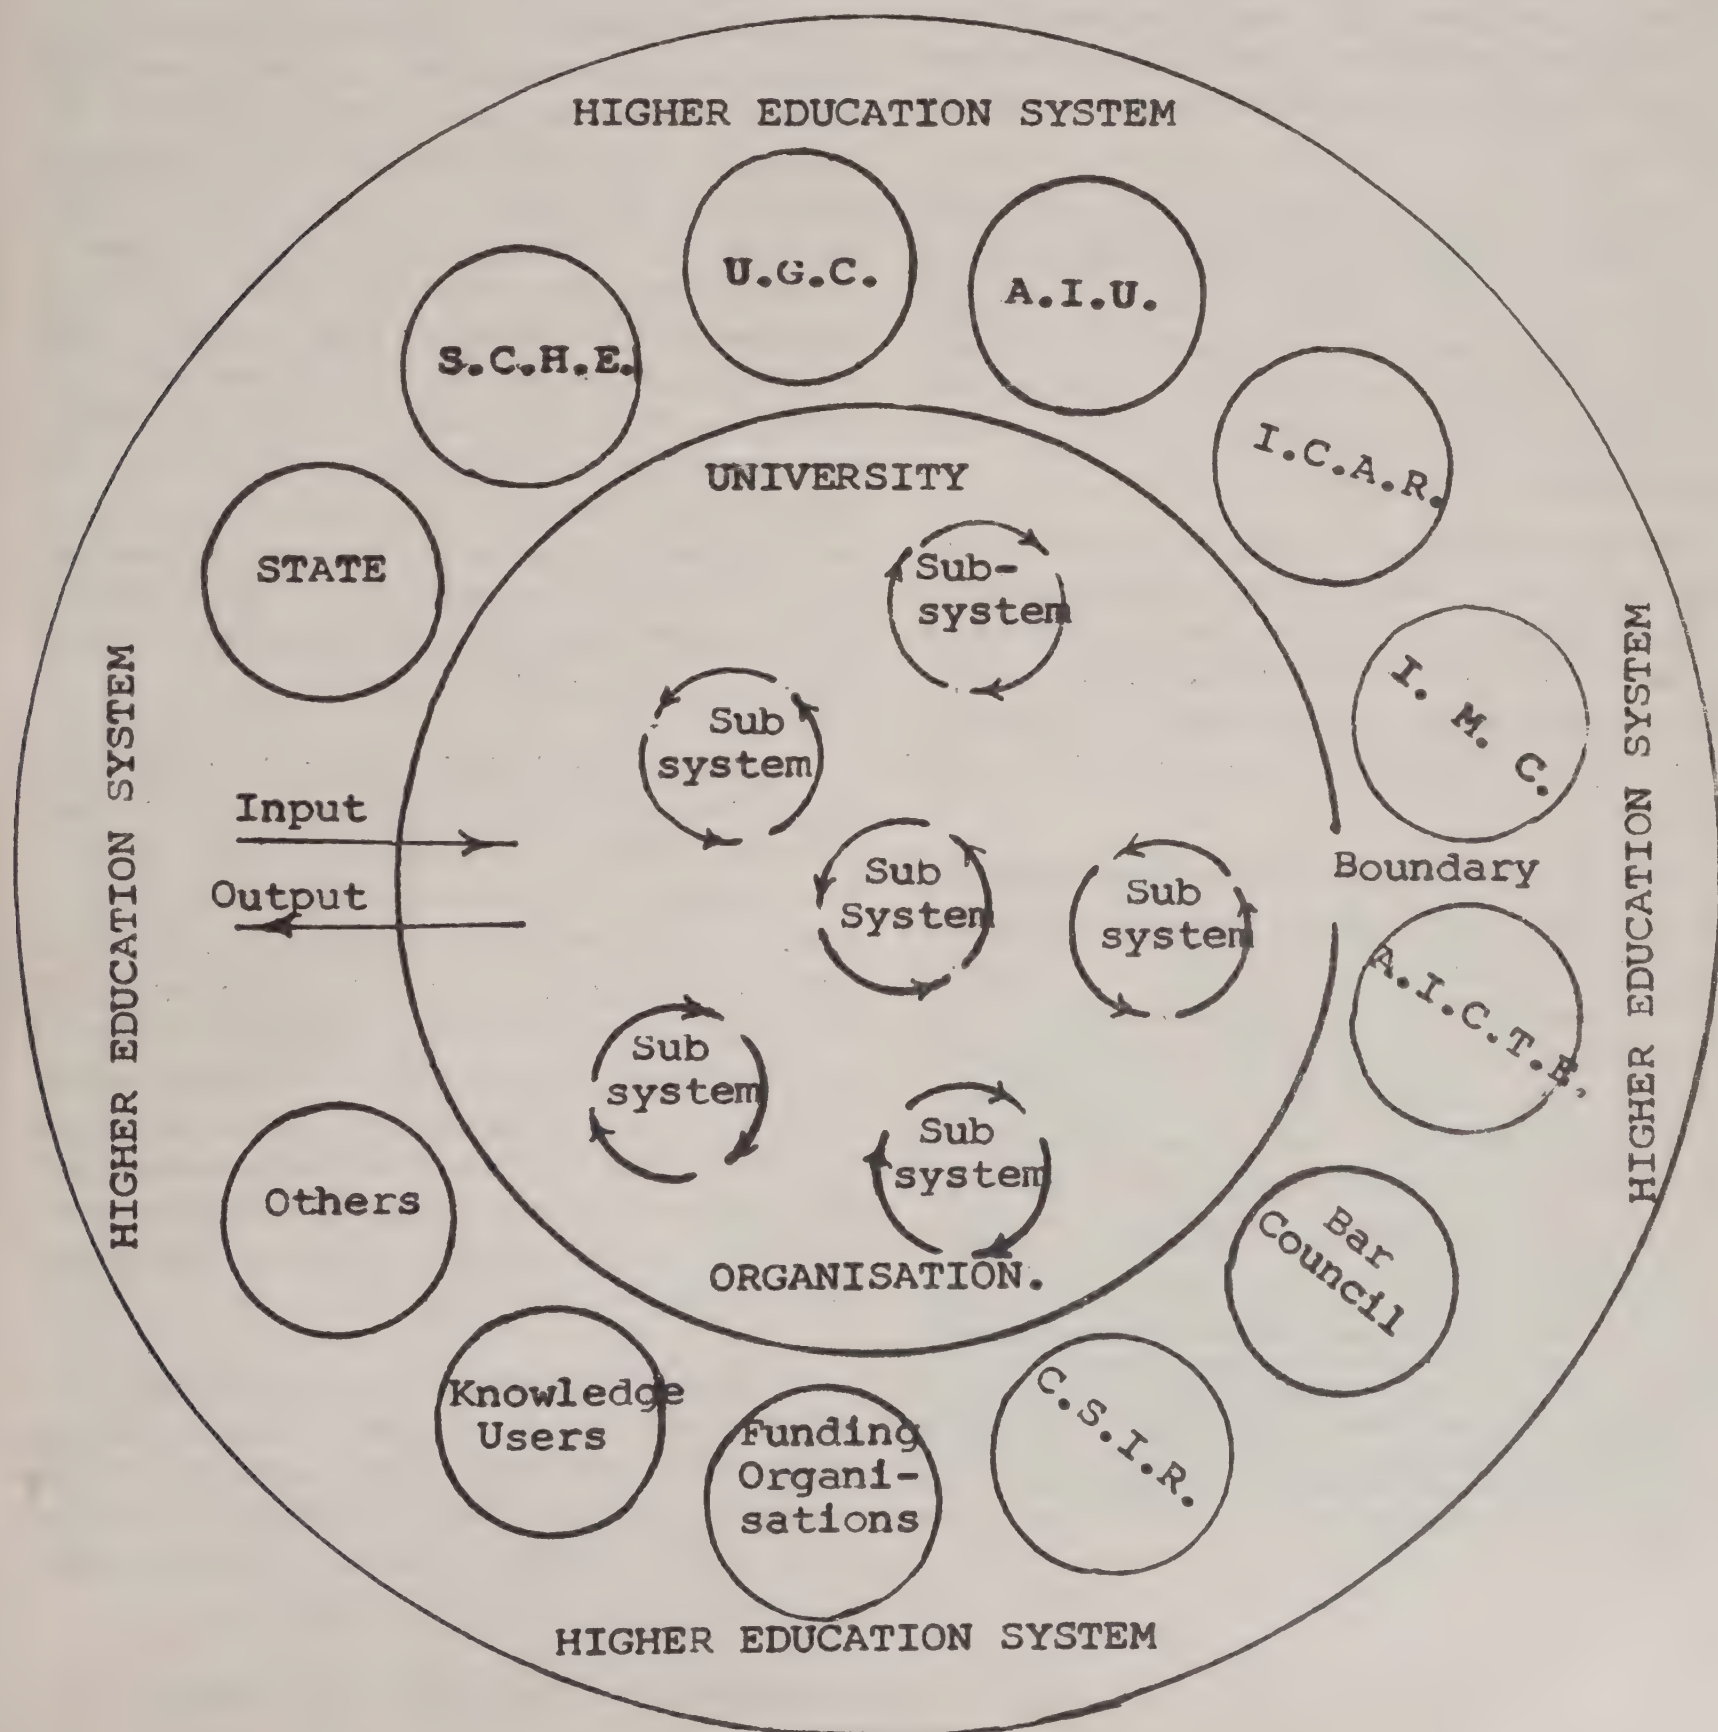 HIGHER EDUCATION SYSTEM
U.G.C.
A.I.U.
S.C.H.E.
I.C.A.R.
UNIVERSITY
STATE
Sub-
system
I. M. C.
Sub
system
Input
Output
Sub
System
Sub
system
Boundary
A.I.C.T.E.
Sub
system
Sub
system
Others
Bar
Council
ORGANISATION.
Knowledge
Users
Funding
Organi-
sations
C.S.I.R.
HIGHER EDUCATION SYSTEM
HIGHER EDUCATION SYSTEM
HIGHER EDUCATION SYSTEM